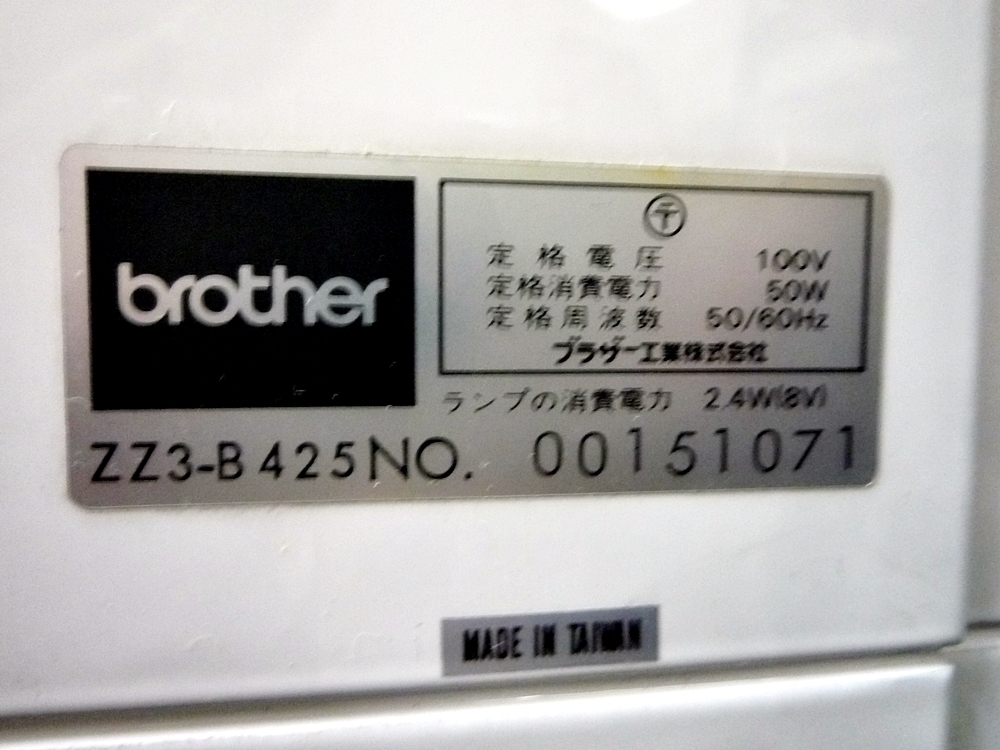 brother
〒
定格電圧 100V
定格消費電力 50W
定格周波数 50/60Hz
ブラザー工業株式会社
ランプの消費電力 2.4W(8V)
ZZ3-B425 NO. 00151071
MADE IN TAIWAN